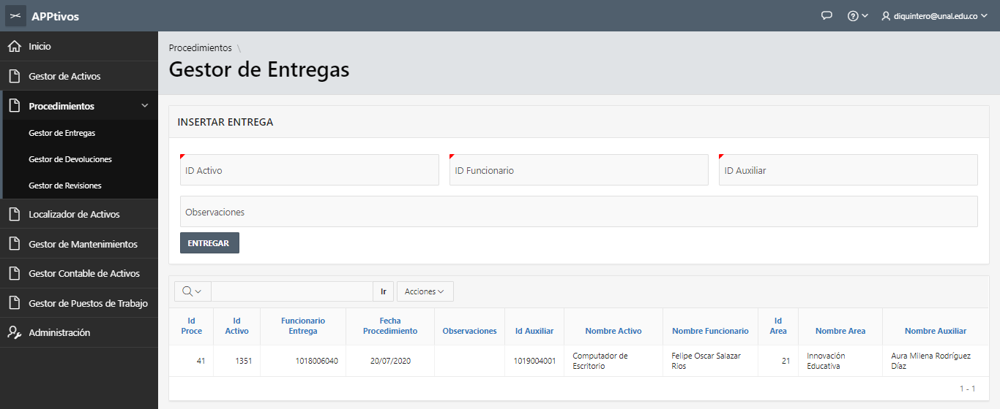 APPtivos
diquintero@unal.edu.co
Inicio
Gestor de Activos
Procedimientos
Gestor de Entregas
Gestor de Devoluciones
Gestor de Revisiones
Localizador de Activos
Gestor de Mantenimientos
Gestor Contable de Activos
Gestor de Puestos de Trabajo
Administración
Procedimientos \
Gestor de Entregas
INSERTAR ENTREGA
ID Activo
ID Funcionario
ID Auxiliar
Observaciones
ENTREGAR
Ir
Acciones
Id Proce
Id Activo
Funcionario Entrega
Fecha Procedimiento
Observaciones
Id Auxiliar
Nombre Activo
Nombre Funcionario
Id Area
Nombre Area
Nombre Auxiliar
41
1351
1018006040
20/07/2020
1019004001
Computador de
Escritorio
Felipe Oscar Salazar
Rios
21
Innovación
Educativa
Aura Milena Rodríguez
Díaz
1 - 1